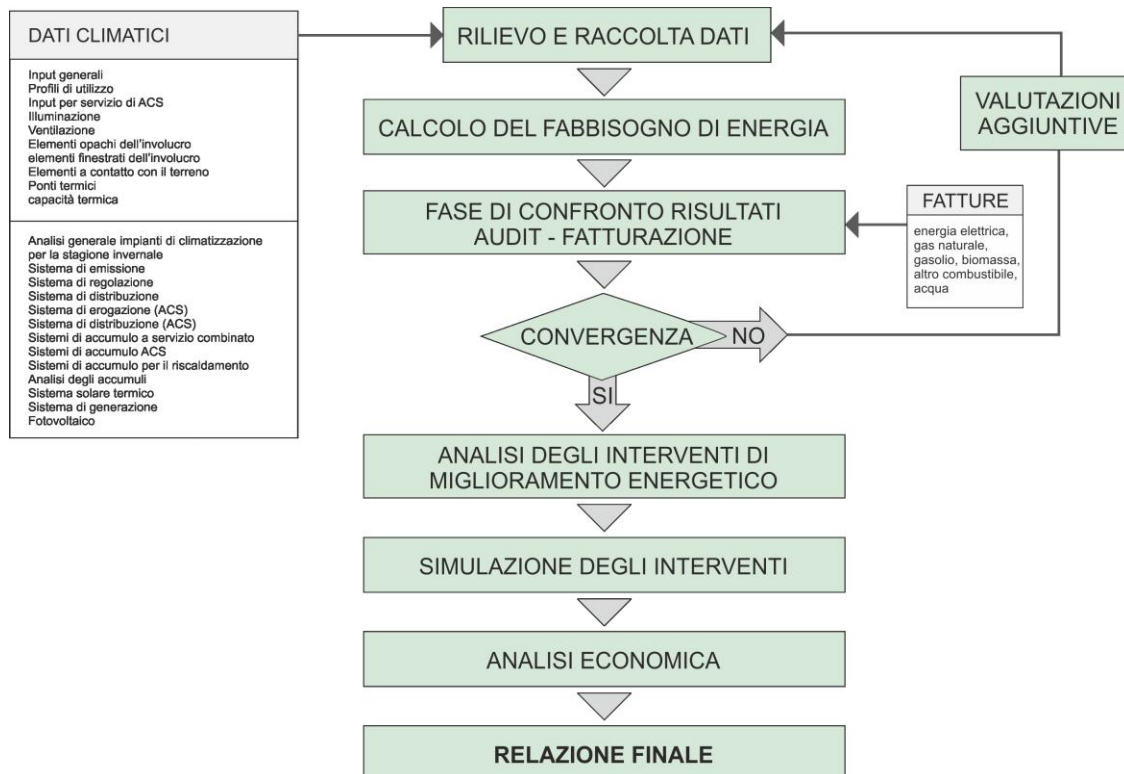 DATI CLIMATICI
Input generali
Profili di utilizzo
Input per servizio di ACS
Illuminazione
Ventilazione
Elementi opachi dell'involucro
elementi finestrati dell'involucro
Elementi a contatto con il terreno
Ponti termici
capacità termica
Analisi generale impianti di climatizzazione
per la stagione invernale
Sistema di emissione
Sistema di regolazione
Sistema di distribuzione
Sistema di erogazione (ACS)
Sistema di distribuzione (ACS)
Sistemi di accumulo a servizio combinato
Sistemi di accumulo ACS
Sistemi di accumulo per il riscaldamento
Analisi degli accumuli
Sistema solare termico
Sistema di generazione
Fotovoltaico
RILIEVO E RACCOLTA DATI
CALCOLO DEL FABBISOGNO DI ENERGIA
FASE DI CONFRONTO RISULTATI
AUDIT - FATTURAZIONE
CONVERGENZA
NO
SI
VALUTAZIONI
AGGIUNTIVE
FATTURE
energia elettrica,
gas naturale,
gasolio, biomassa,
altro combustibile,
acqua
ANALISI DEGLI INTERVENTI DI
MIGLIORAMENTO ENERGETICO
SIMULAZIONE DEGLI INTERVENTI
ANALISI ECONOMICA
RELAZIONE FINALE